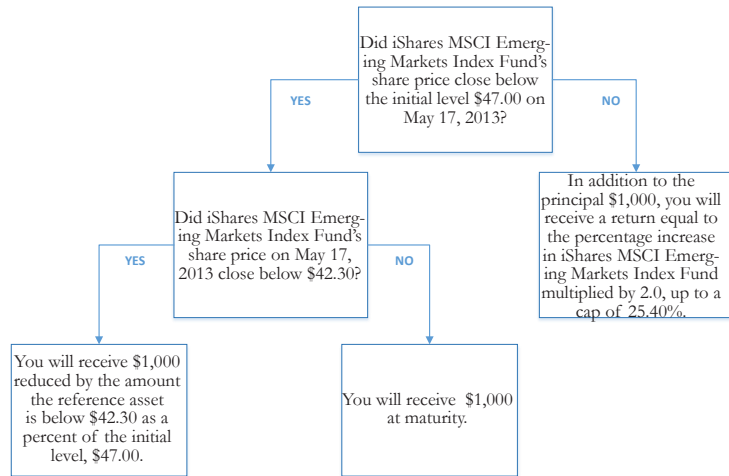 Did iShares MSCI Emerg-
ing Markets Index Fund's
share price close below
the initial level $47.00 on
May 17, 2013?
YES
NO
Did iShares MSCI Emerg-
ing Markets Index Fund's
share price on May 17,
2013 close below $42.30?
In addition to the
principal $1,000, you will
receive a return equal to
the percentage increase
in iShares MSCI Emerg-
ing Markets Index Fund
multiplied by 2.0, up to a
cap of 25.40%.
YES
NO
You will receive $1,000
reduced by the amount
the reference asset
is below $42.30 as a
percent of the initial
level, $47.00.
You will receive $1,000
at maturity.